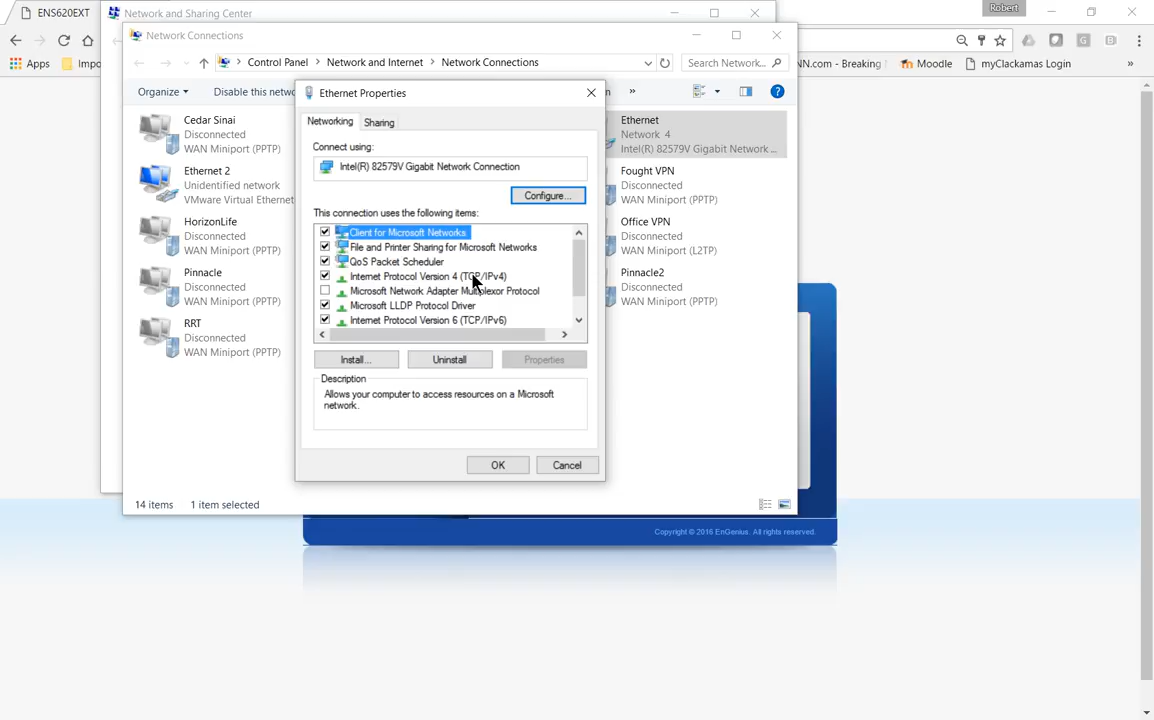 ENS620EXT
Network and Sharing Center
Robert
Network Connections
Control Panel > Network and Internet > Network Connections
Search Network...
Apps
NN.com - Breaking
Moodle
myClackamas Login
»
Organize
Disable this netwo
»
Cedar Sinai
Disconnected
WAN Miniport (PPTP)
Ethernet 2
Unidentified network
VMware Virtual Ethernet
HorizonLife
Disconnected
WAN Miniport (PPTP)
Pinnacle
Disconnected
WAN Miniport (PPTP)
RRT
Disconnected
WAN Miniport (PPTP)
Ethernet
Network 4
Intel(R) 82579V Gigabit Network ...
Fought VPN
Disconnected
WAN Miniport (PPTP)
Office VPN
Disconnected
WAN Miniport (L2TP)
Pinnacle2
Disconnected
WAN Miniport (PPTP)
Ethernet Properties
Networking
Sharing
Connect using:
Intel(R) 82579V Gigabit Network Connection
Configure...
This connection uses the following items:
Client for Microsoft Networks
File and Printer Sharing for Microsoft Networks
QoS Packet Scheduler
Internet Protocol Version 4 (TCP/IPv4)
Microsoft Network Adapter Multiplexor Protocol
Microsoft LLDP Protocol Driver
Internet Protocol Version 6 (TCP/IPv6)
Install...
Uninstall
Properties
Description
Allows your computer to access resources on a Microsoft
network.
OK
Cancel
14 items
1 item selected
Copyright © 2016 EnGenius. All rights reserved.